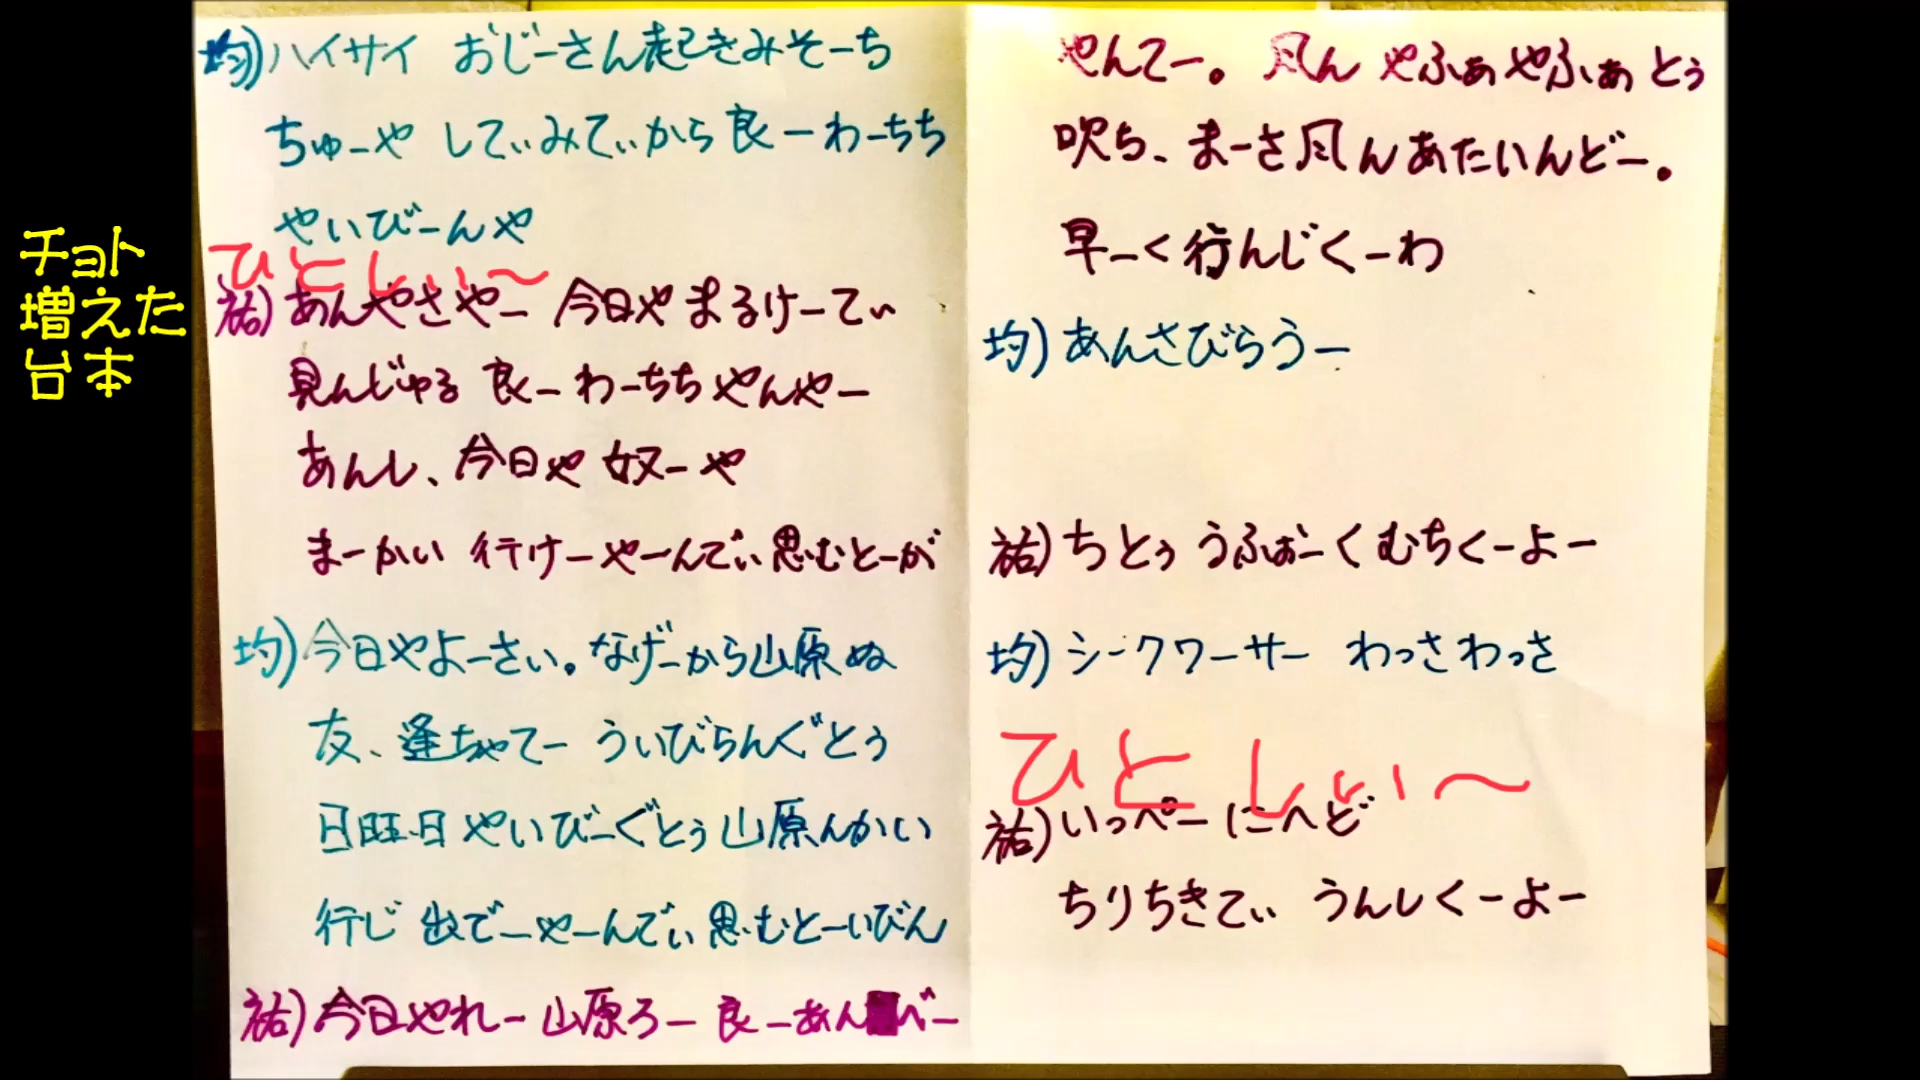 チョト
増えた
台本
均)ハイサイ おじーさん起きみそーち
ちゅーや してぃみてぃから良ーわーちち
やいびーんや
ひとしぃ〜
祐)あんやさやー 今日や まるけーてぃ
見んじゅる 良ーわーちち やんやー
あんし、今日や 奴ーや
まーかい 行けーやーんでぃ思むとーが
均)今日やよーさい。なげーから山原ぬ
友、逢ちゃてー ういびらんぐとぅ
日旺日 やいびーぐとぅ山原んかい
行じ 出でーやーんでぃ 思むとーいびん
祐)今日やれー 山原ろー 良ーあんべー
やんてー。 風ん やふぁやふぁ とぅ
吹ち、まーさ風ん あたいんどー。
早ーく行んじくーわ
均)あんさびらうー
祐)ちとぅ うふぉーく むちくーよー
均)シークワーサー わっさわっさ
ひとしぃ〜
祐)いっぺー にへど
ちりちきてぃ うんしくーよー